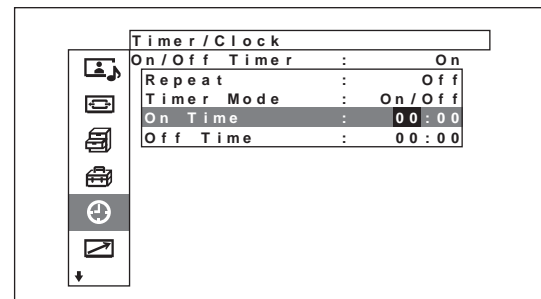 Timer/Clock
On/Off Timer : On
Repeat : Off
Timer Mode : On/Off
On Time : 00:00
Off Time : 00:00